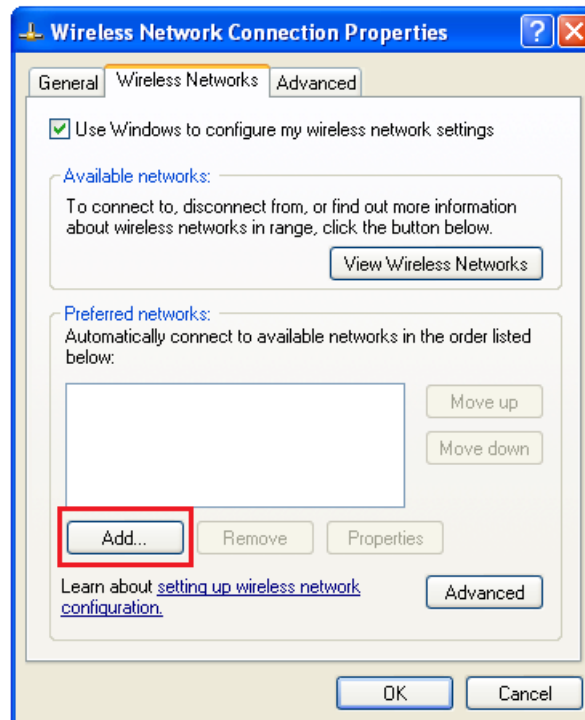 Wireless Network Connection Properties
General
Wireless Networks
Advanced
Use Windows to configure my wireless network settings
Available networks:
To connect to, disconnect from, or find out more information
about wireless networks in range, click the button below.
View Wireless Networks
Preferred networks:
Automatically connect to available networks in the order listed
below:
Move up
Move down
Add...
Remove
Properties
Learn about setting up wireless network
configuration.
Advanced
OK
Cancel